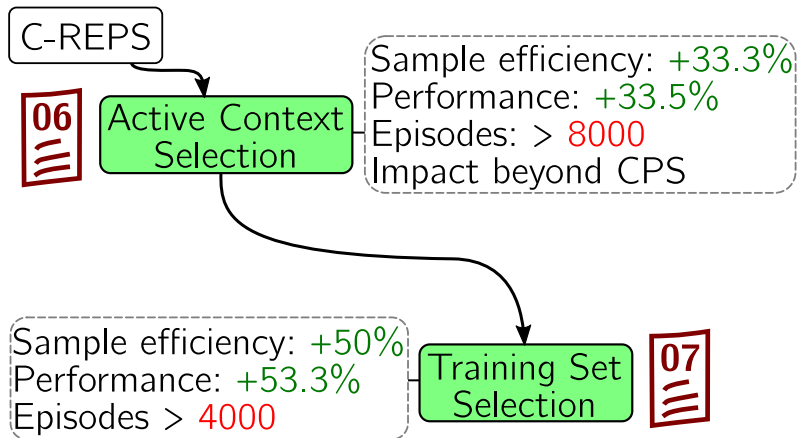 C-REPS
06
Active Context
Selection
Sample efficiency: +33.3%
Performance: +33.5%
Episodes: > 8000
Impact beyond CPS
Sample efficiency: +50%
Performance: +53.3%
Episodes > 4000
Training Set
Selection
07